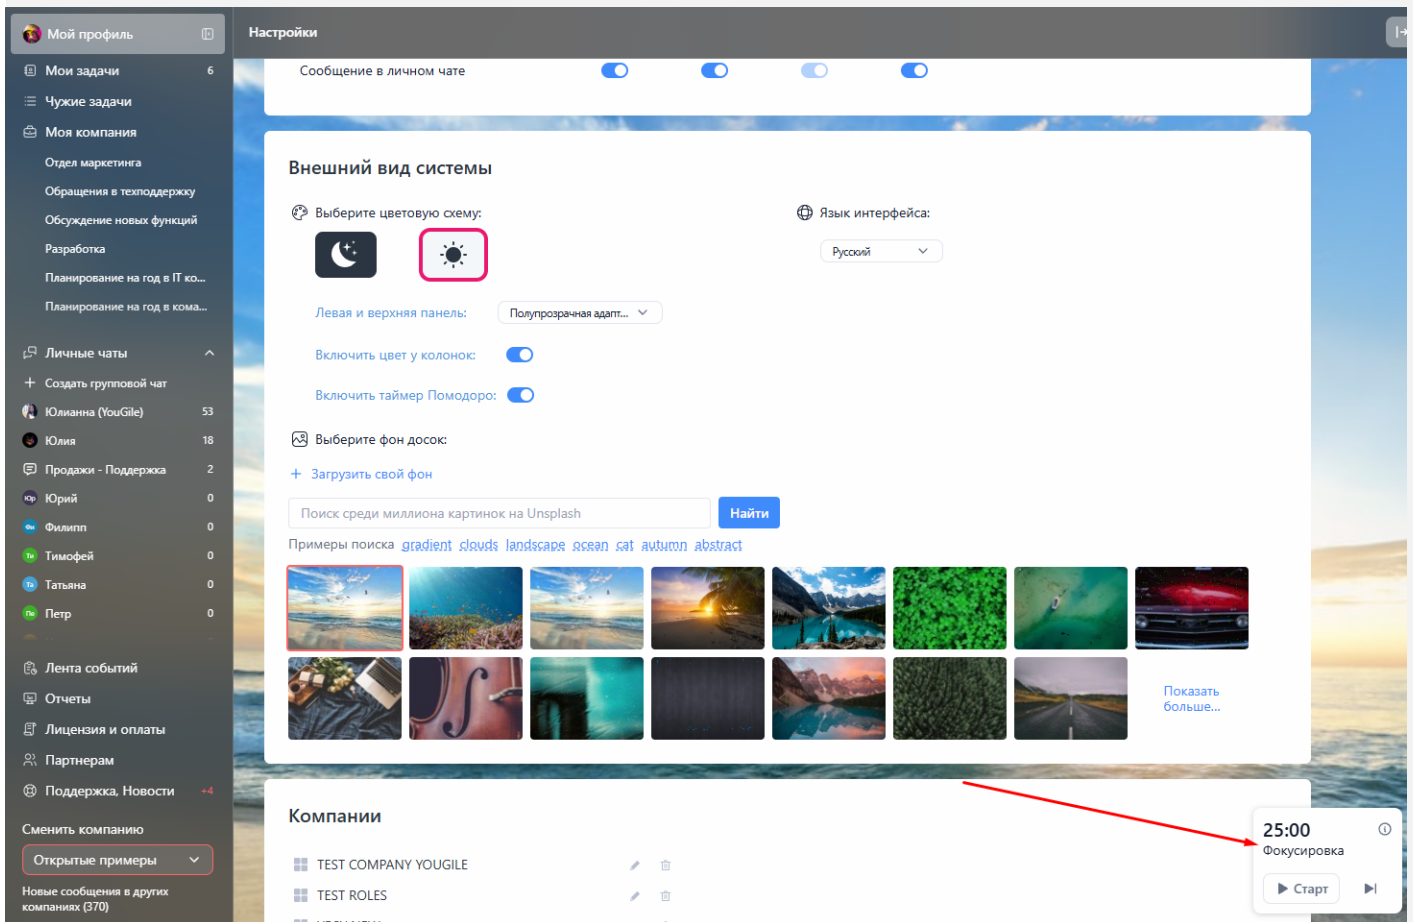 Мой профиль
Мои задачи 6
Чужие задачи
Моя компания
Отдел маркетинга
Обращения в техподдержку
Обсуждение новых функций
Разработка
Планирование на год в IT ко...
Планирование на год в кома...
Личные чаты
Создать групповой чат
Юлианна (YouGile) 53
Юлия 18
Продажи - Поддержка 2
Юр Юрий 0
Фи Филипп 0
Ти Тимофей 0
Та Татьяна 0
Пе Петр 0
Лента событий
Отчеты
Лицензия и оплаты
Партнерам
Поддержка, Новости +4
Сменить компанию
Открытые примеры
Новые сообщения в других
компаниях (370)
Настройки
Сообщение в личном чате
Внешний вид системы
Выберите цветовую схему:
Язык интерфейса:
Русский
Левая и верхняя панель:
Полупрозрачная адапт...
Включить цвет у колонок:
Включить таймер Помодоро:
Выберите фон досок:
+ Загрузить свой фон
Поиск среди миллиона картинок на Unsplash
Найти
Примеры поиска gradient clouds landscape ocean cat autumn abstract
Показать
больше...
Компании
TEST COMPANY YOUGILE
TEST ROLES
25:00
Фокусировка
Старт